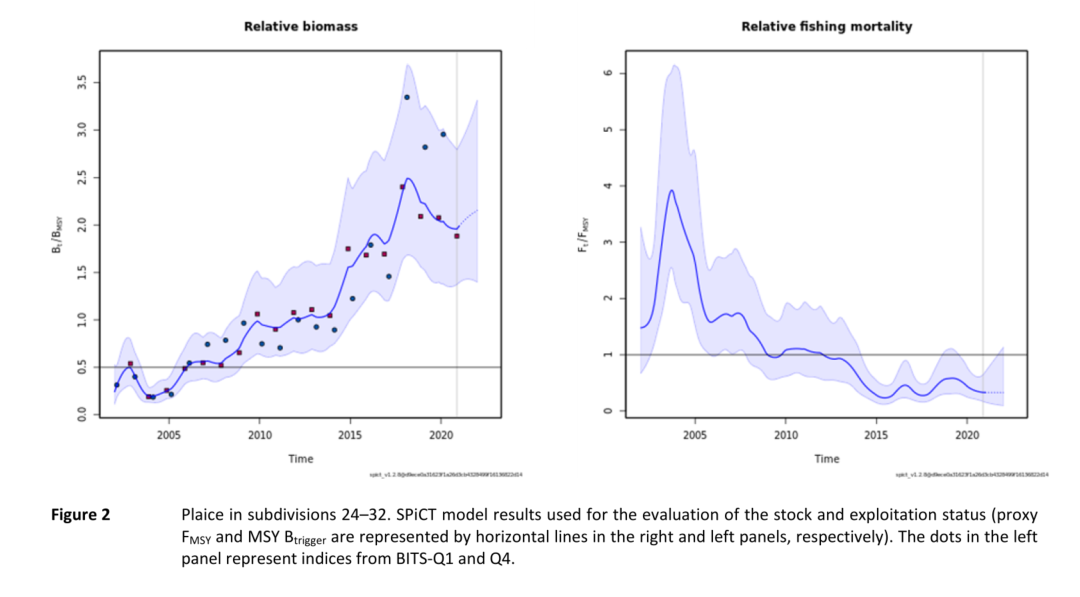 Relative biomass
Relative fishing mortality
3.5
3.0
2.5
2.0
1.5
1.0
0.5
0.0
Bt/BMSY
2005
2010
2015
2020
Time
6
5
4
3
2
1
0
Ft/FMSY
2005
2010
2015
2020
Time
Figure 2
Plaice in subdivisions 24–32. SPiCT model results used for the evaluation of the stock and exploitation status (proxy
FMSY and MSY Btrigger are represented by horizontal lines in the right and left panels, respectively). The dots in the left
panel represent indices from BITS-Q1 and Q4.